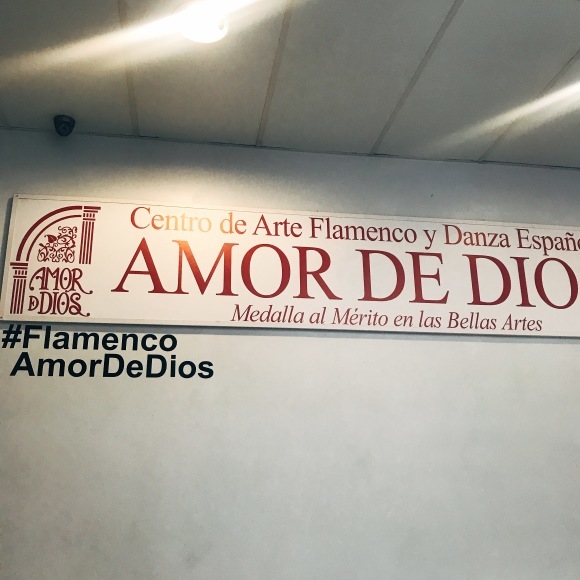 Centro de Arte Flamenco y Danza Españo
AMOR DE DIO
Medalla al Mérito en las Bellas Artes
AMOR
DE DIOS
#Flamenco
AmorDeDios